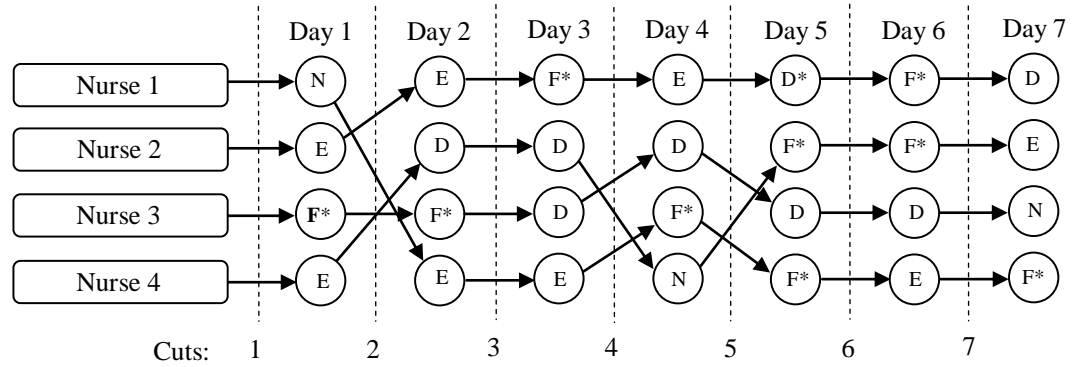 Day 1 Day 2 Day 3 Day 4 Day 5 Day 6 Day 7
Nurse 1 N E F* E D* F* D
Nurse 2 E D D D F* F* E
Nurse 3 F* F* D F* D D N
Nurse 4 E E E N F* E F*
Cuts: 1 2 3 4 5 6 7